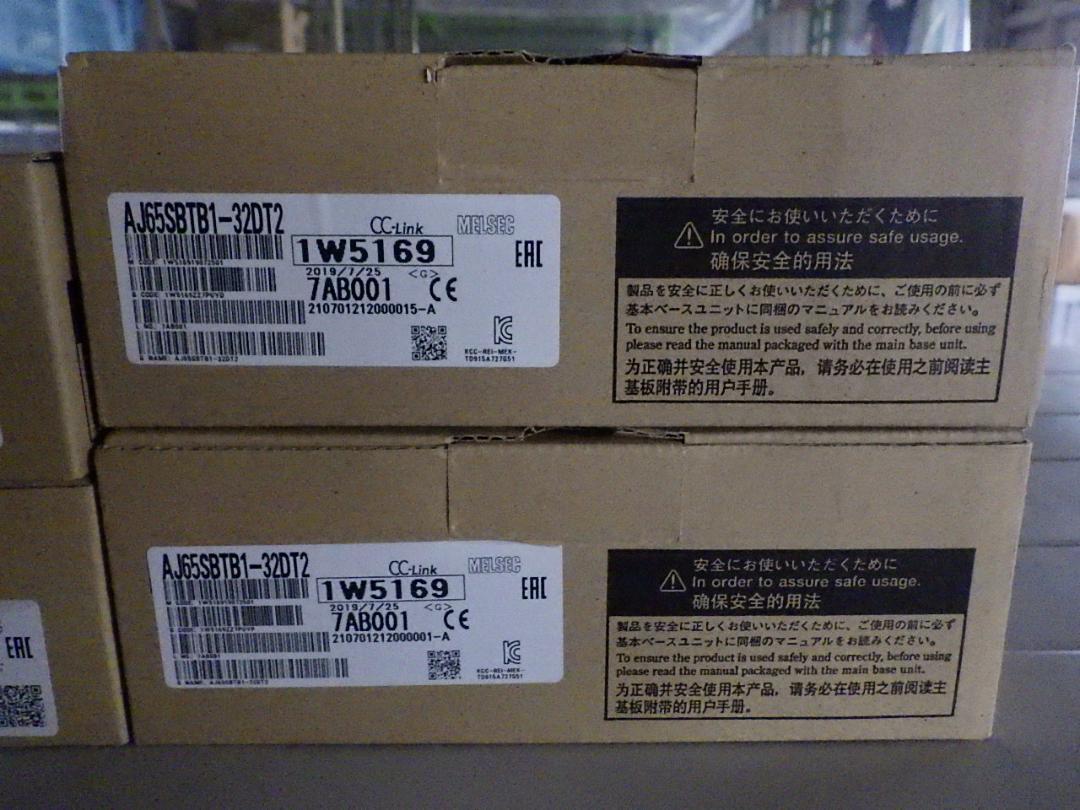 AJ65SBTB1-32DT2
CC-Link
MELSEC
1W5169
EAC
2019/7/25 <G>
7AB001 CE
210701212000015-A
KCC-REI-MEK-
TD915A727G51
B NAME: AJ65SBTB1-32DT2
安全にお使いいただくために
In order to assure safe usage.
确保安全的用法
製品を安全に正しくお使いいただくために、ご使用の前に必ず
基本ベースユニットに同梱のマニュアルをお読みください。
To ensure the product is used safely and correctly, before using
please read the manual packaged with the main base unit.
为正确并安全使用本产品，请务必在使用之前阅读主
基板附带的用户手册。
AJ65SBTB1-32DT2
CC-Link
MELSEC
1W5169
EAC
2019/7/25 <G>
7AB001 CE
210701212000001-A
KCC-REI-MEK-
TD915A727G51
B NAME: AJ65SBTB1-32DT2
安全にお使いいただくために
In order to assure safe usage.
确保安全的用法
製品を安全に正しくお使いいただくために、ご使用の前に必ず
基本ベースユニットに同梱のマニュアルをお読みください。
To ensure the product is used safely and correctly, before using
please read the manual packaged with the main base unit.
为正确并安全使用本产品，请务必在使用之前阅读主
基板附带的用户手册。
EAC